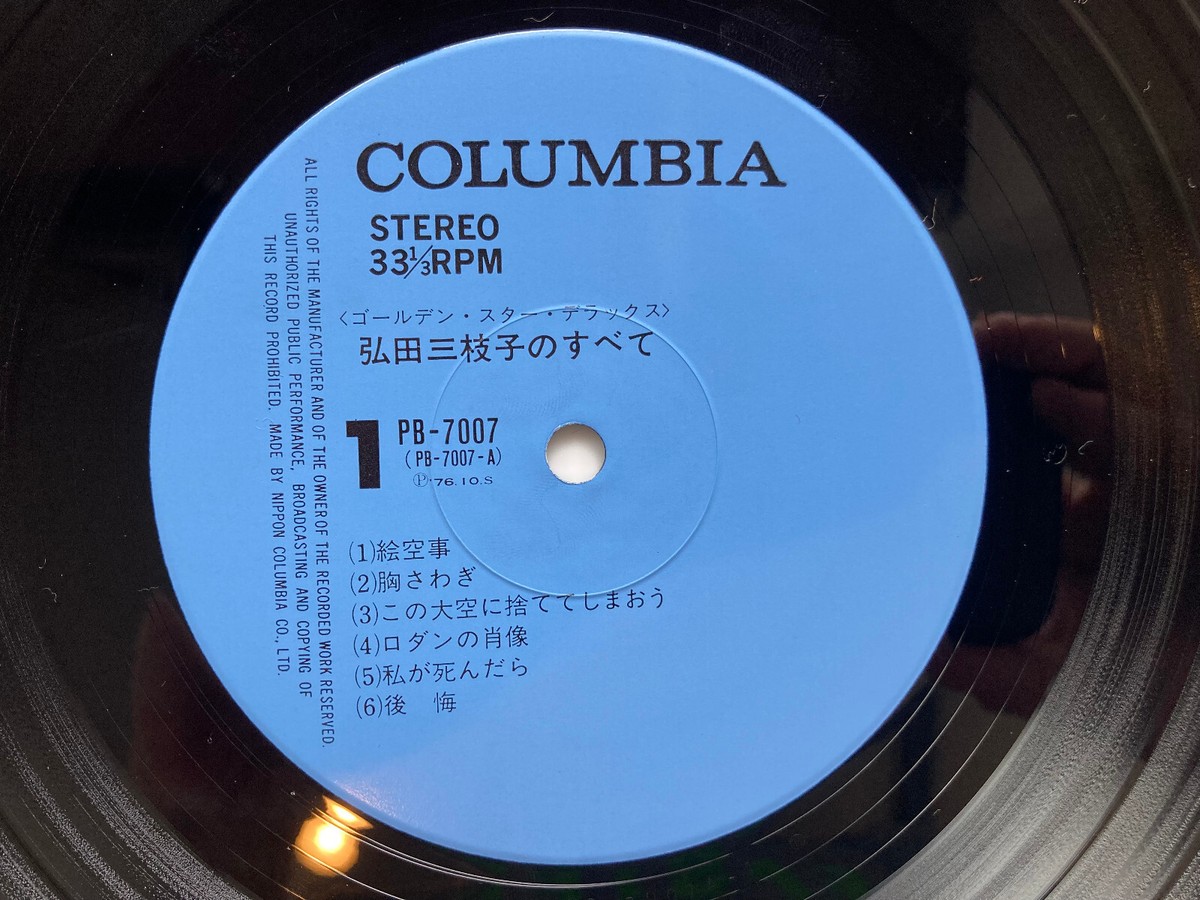 COLUMBIA
STEREO
33⅓RPM
〈ゴールデン・スター・デラックス〉
弘田三枝子のすべて
1
PB-7007
(PB-7007-A)
Ⓟ'76.10.S
(1)絵空事
(2)胸さわぎ
(3)この大空に捨ててしまおう
(4)ロダンの肖像
(5)私が死んだら
(6)後　悔
ALL RIGHTS OF THE MANUFACTURER AND OF THE OWNER OF THE RECORDED WORK RESERVED.
UNAUTHORIZED PUBLIC PERFORMANCE, BROADCASTING AND COPYING OF
THIS RECORD PROHIBITED. MADE BY NIPPON COLUMBIA CO., LTD.